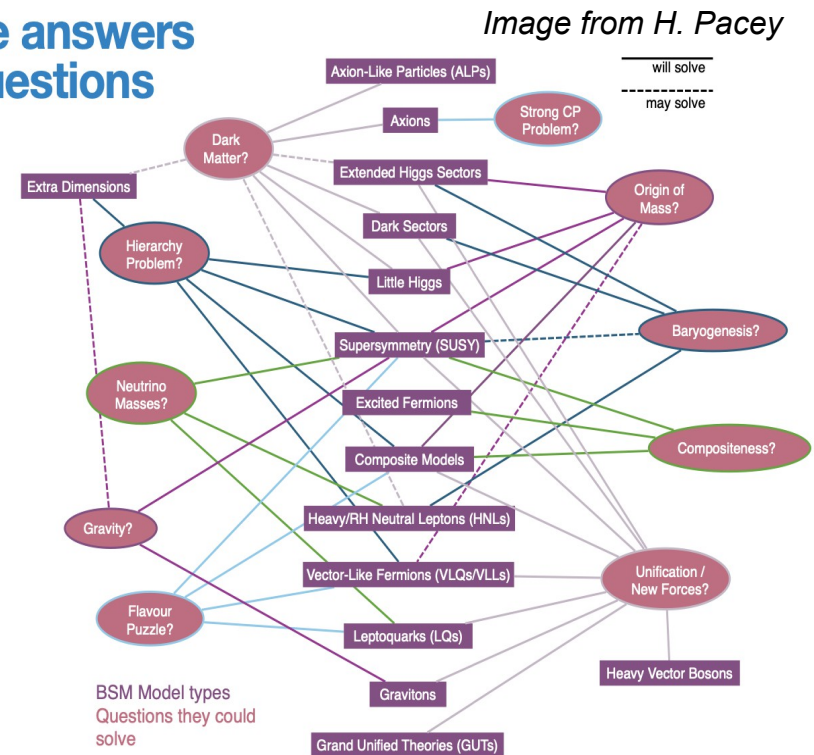 e answers
uestions
Image from H. Pacey
will solve
may solve
Axion-Like Particles (ALPs)
Axions
Strong CP
Problem?
Dark
Matter?
Extended Higgs Sectors
Extra Dimensions
Origin of
Mass?
Dark Sectors
Hierarchy
Problem?
Little Higgs
Baryogenesis?
Supersymmetry (SUSY)
Neutrino
Masses?
Excited Fermions
Compositeness?
Composite Models
Heavy/RH Neutral Leptons (HNLs)
Gravity?
Vector-Like Fermions (VLQs/VLLs)
Unification /
New Forces?
Flavour
Puzzle?
Leptoquarks (LQs)
Heavy Vector Bosons
Gravitons
BSM Model types
Questions they could
solve
Grand Unified Theories (GUTs)